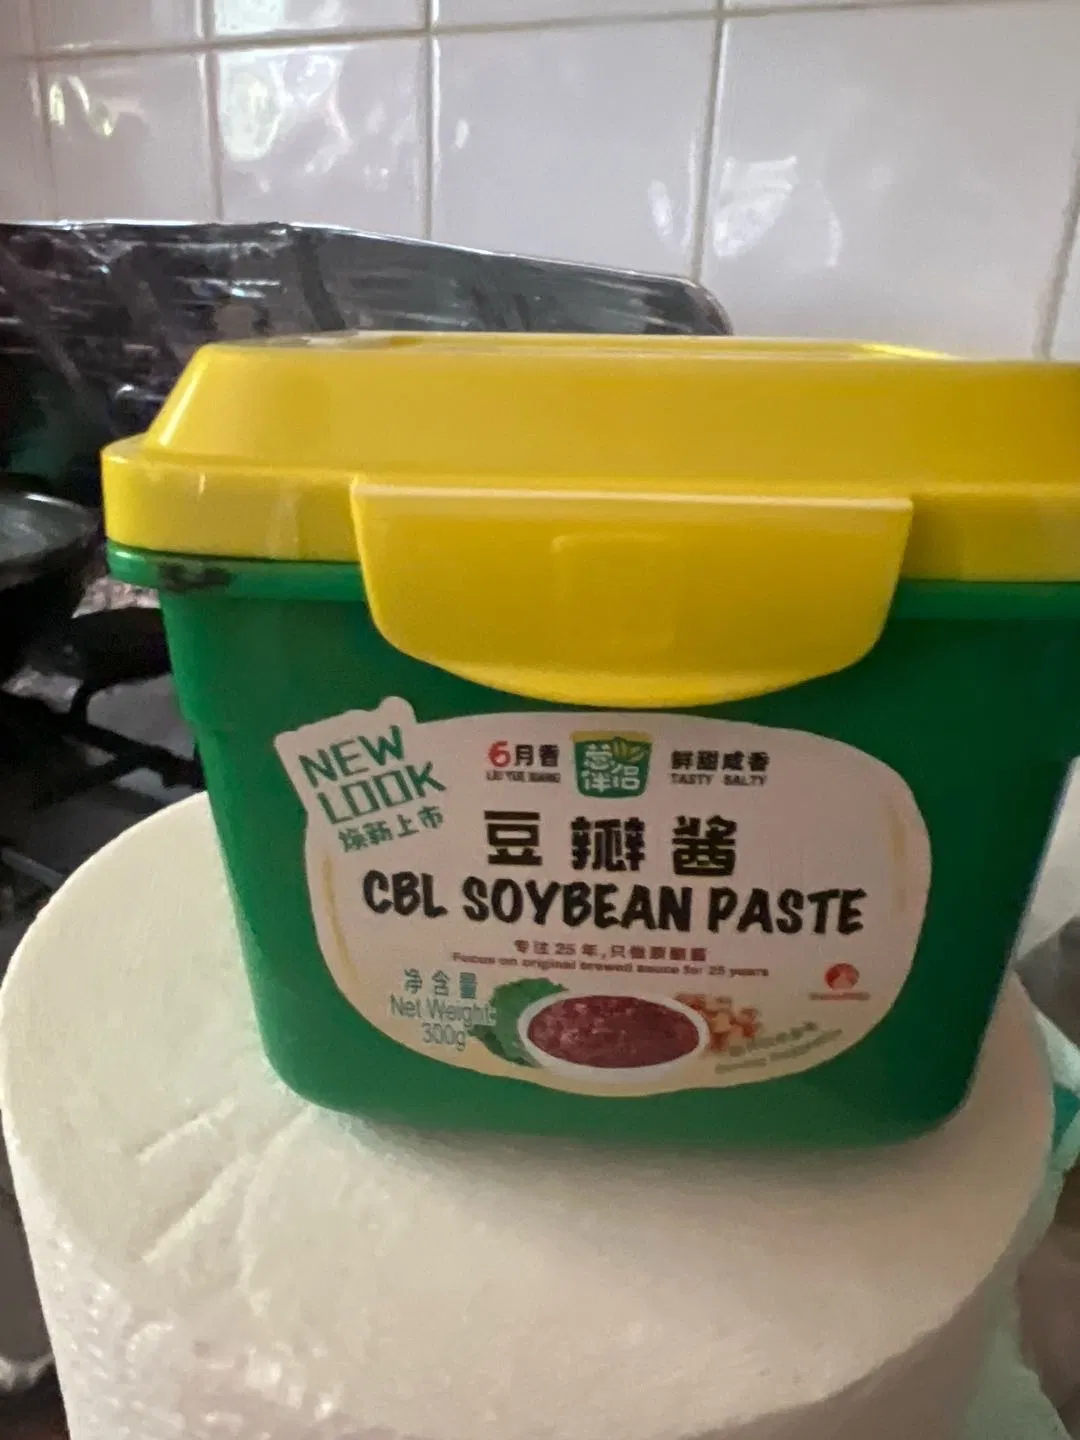 NEW
LOOK
焕新上市
6月香
LIU YUE XIANG
葱
伴侣
鲜甜咸香
TASTY SALTY
豆瓣酱
CBL SOYBEAN PASTE
专注25年,只做原酿酱
Focus on original brewed sauce for 25 years
净含量
Net Weight:
300g